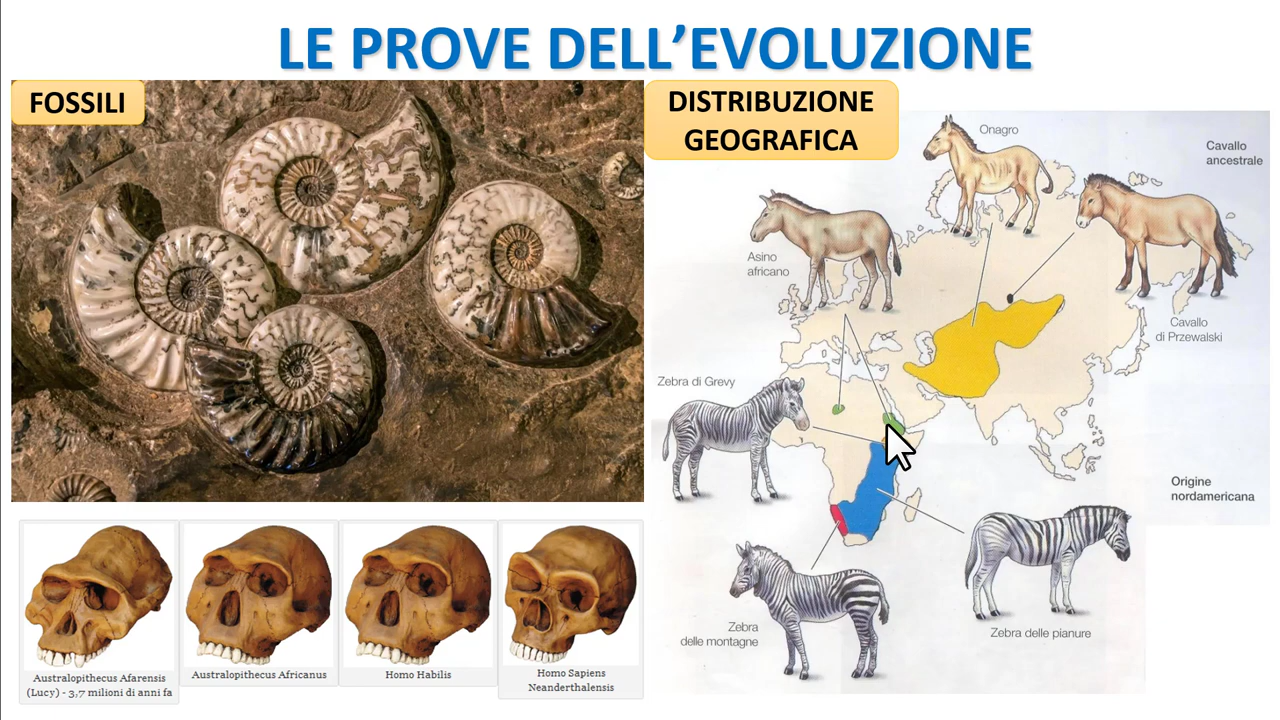 LE PROVE DELL’EVOLUZIONE
FOSSILI
DISTRIBUZIONE
GEOGRAFICA
Onagro
Cavallo
ancestrale
Asino
africano
Cavallo
di Przewalski
Zebra di Grevy
Origine
nordamericana
Zebra
delle montagne
Zebra delle pianure
Australopithecus Afarensis
(Lucy) - 3,7 milioni di anni fa
Australopithecus Africanus
Homo Habilis
Homo Sapiens
Neanderthalensis